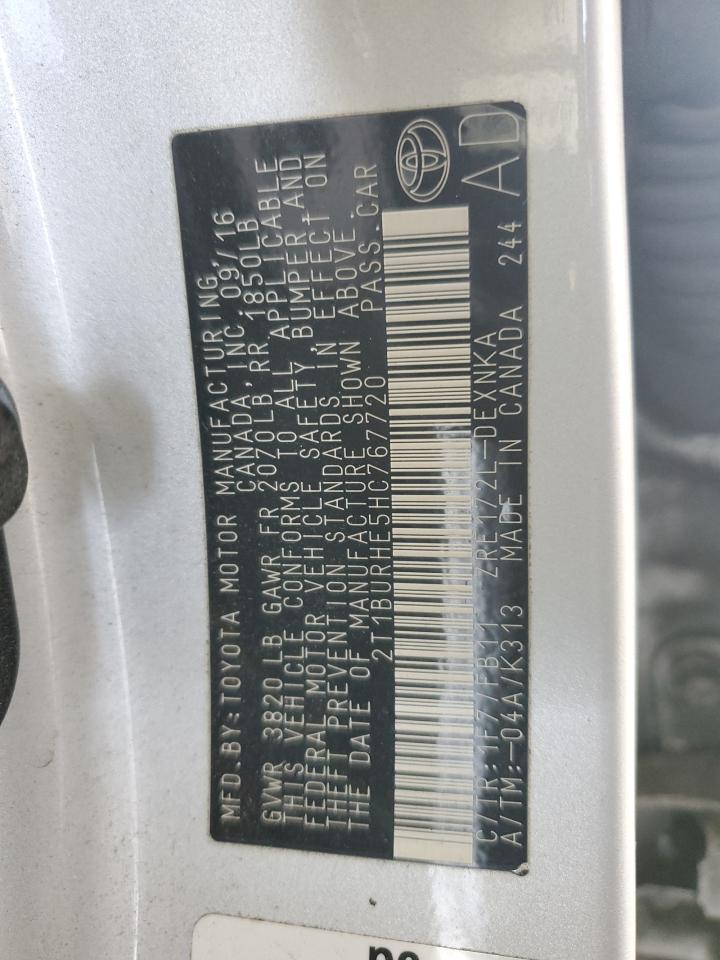 MFD.BY:TOYOTA MOTOR MANUFACTURING,
CANADA,INC.09/16
GVWR 3820 LB GAWR FR 2070LB,RR 1850LB
THIS VEHICLE CONFORMS TO ALL APPLICABLE
FEDERAL MOTOR VEHICLE SAFETY,BUMPER AND
THEFT PREVENTION STANDARDS IN EFFECT ON
THE DATE OF MANUFACTURE SHOWN ABOVE.
2T1BURHE5HC767720 PASS.CAR
C/TR:1F7/FB11 ZRE172L-DEXNKA
A/TM:-04A/K313 MADE IN CANADA 244
AD